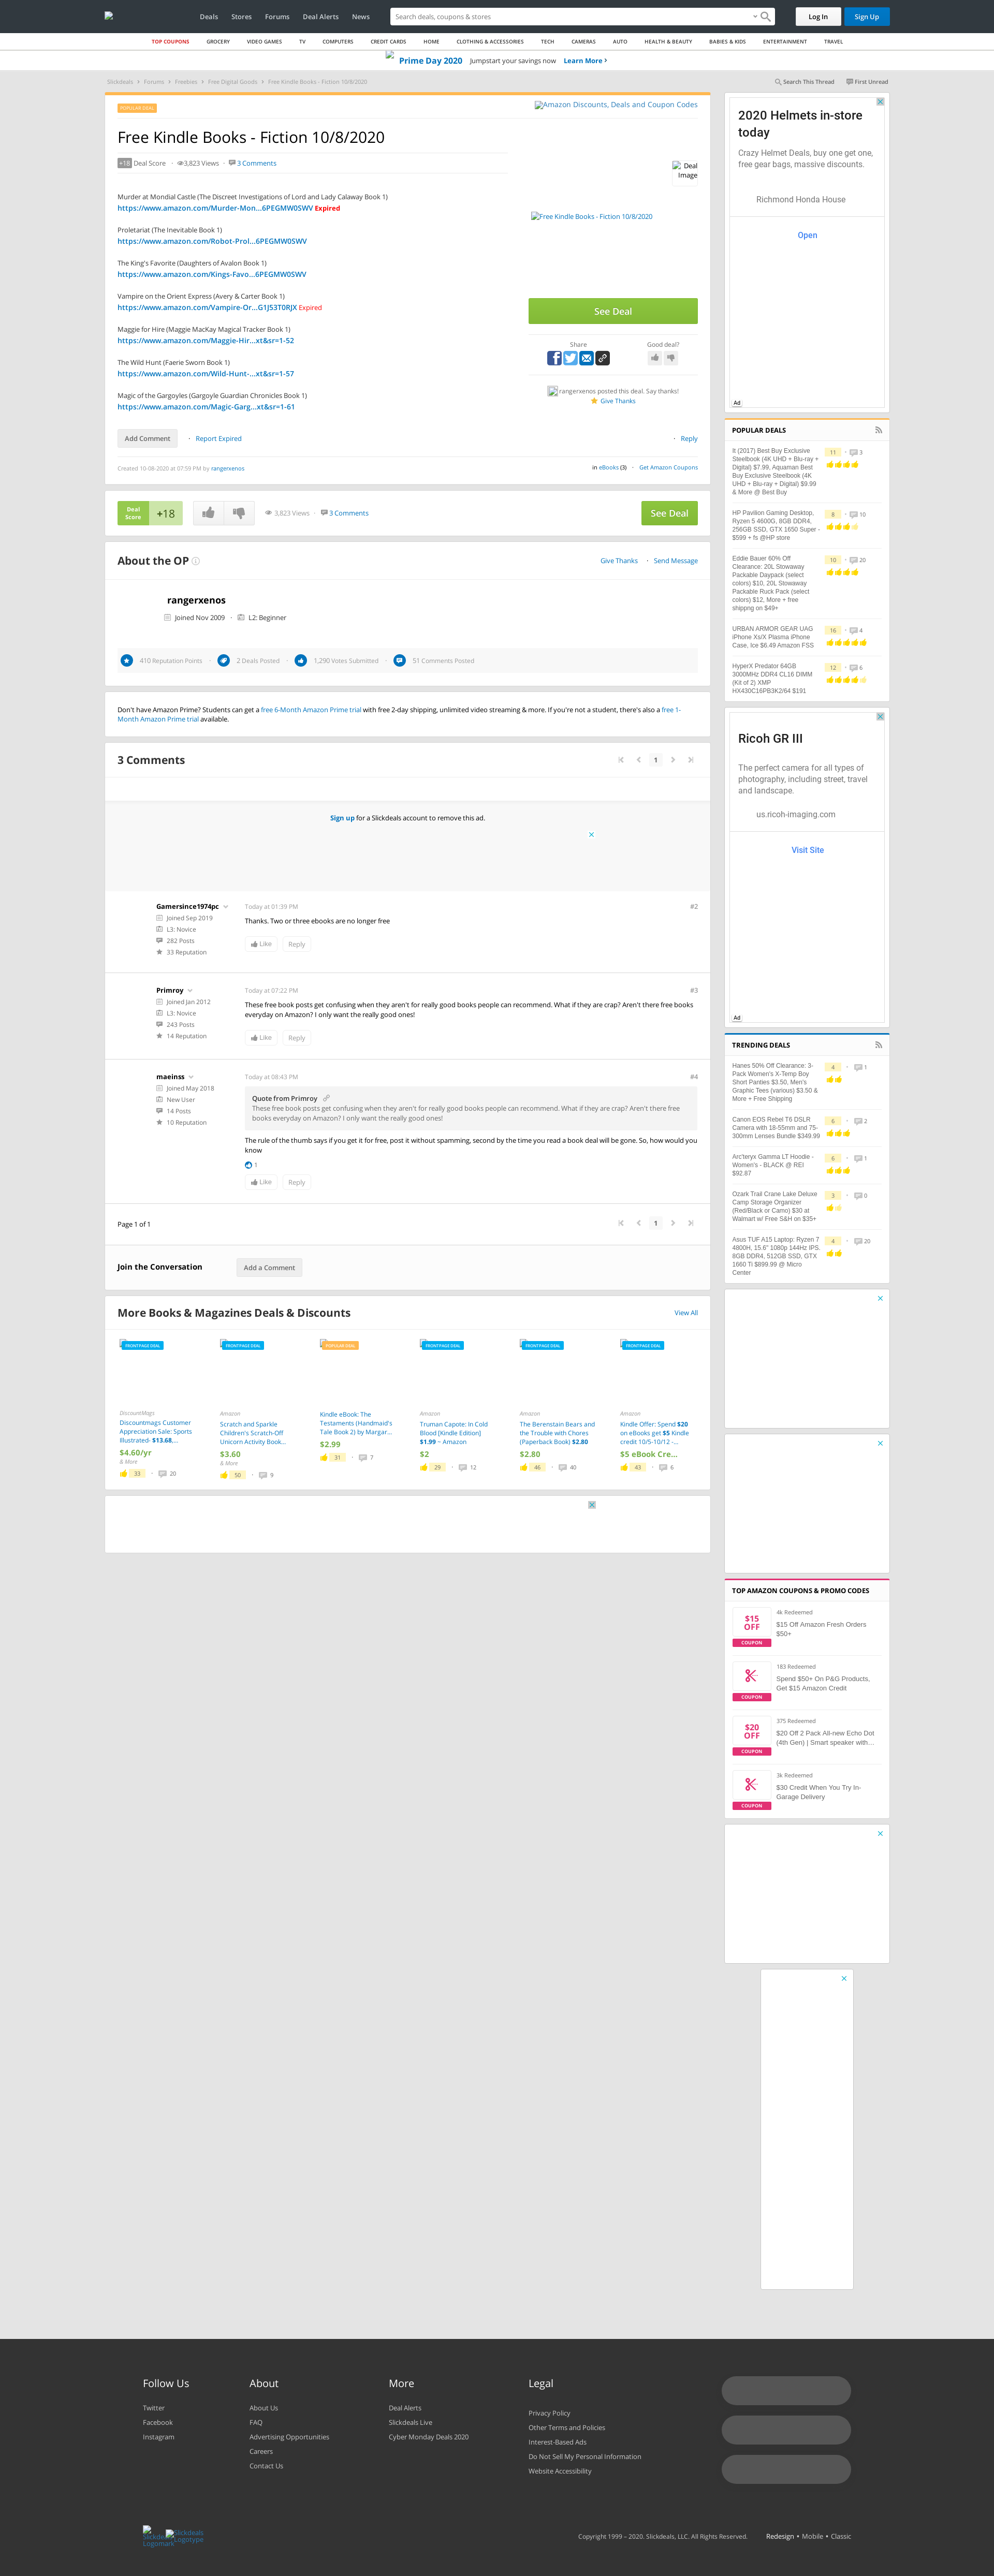 Deals
Stores
Forums
Deal Alerts
News
Search deals, coupons & stores
Log In
Sign Up
TOP COUPONS
GROCERY
VIDEO GAMES
TV
COMPUTERS
CREDIT CARDS
HOME
CLOTHING & ACCESSORIES
TECH
CAMERAS
AUTO
HEALTH & BEAUTY
BABIES & KIDS
ENTERTAINMENT
TRAVEL
Prime Day 2020 Jumpstart your savings now Learn More
Slickdeals > Forums > Freebies > Free Digital Goods > Free Kindle Books - Fiction 10/8/2020
Search This Thread
First Unread
POPULAR DEAL
Amazon Discounts, Deals and Coupon Codes
Free Kindle Books - Fiction 10/8/2020
+18 Deal Score · 3,823 Views · 3 Comments
Deal Image
Murder at Mondial Castle (The Discreet Investigations of Lord and Lady Calaway Book 1)
https://www.amazon.com/Murder-Mon...6PEGMW0SWV Expired
Proletariat (The Inevitable Book 1)
https://www.amazon.com/Robot-Prol...6PEGMW0SWV
The King's Favorite (Daughters of Avalon Book 1)
https://www.amazon.com/Kings-Favo...6PEGMW0SWV
Vampire on the Orient Express (Avery & Carter Book 1)
https://www.amazon.com/Vampire-Or...G1J53T0RJX Expired
Maggie for Hire (Maggie MacKay Magical Tracker Book 1)
https://www.amazon.com/Maggie-Hir...xt&sr=1-52
The Wild Hunt (Faerie Sworn Book 1)
https://www.amazon.com/Wild-Hunt-...xt&sr=1-57
Magic of the Gargoyles (Gargoyle Guardian Chronicles Book 1)
https://www.amazon.com/Magic-Garg...xt&sr=1-61
Free Kindle Books - Fiction 10/8/2020
See Deal
Share
Good deal?
rangerxenos posted this deal. Say thanks!
Give Thanks
Add Comment · Report Expired
· Reply
Created 10-08-2020 at 07:59 PM by rangerxenos
in eBooks (3) · Get Amazon Coupons
Deal Score +18
3,823 Views · 3 Comments
See Deal
About the OP
Give Thanks · Send Message
rangerxenos
Joined Nov 2009 · L2: Beginner
410 Reputation Points · 2 Deals Posted · 1,290 Votes Submitted · 51 Comments Posted
Don't have Amazon Prime? Students can get a free 6-Month Amazon Prime trial with free 2-day shipping, unlimited video streaming & more. If you're not a student, there's also a free 1-
Month Amazon Prime trial available.
3 Comments
1
Sign up for a Slickdeals account to remove this ad.
Gamersince1974pc
Joined Sep 2019
L3: Novice
282 Posts
33 Reputation
Today at 01:39 PM
#2
Thanks. Two or three ebooks are no longer free
Like
Reply
Primroy
Joined Jan 2012
L3: Novice
243 Posts
14 Reputation
Today at 07:22 PM
#3
These free book posts get confusing when they aren't for really good books people can recommend. What if they are crap? Aren't there free books
everyday on Amazon? I only want the really good ones!
Like
Reply
maeinss
Joined May 2018
New User
14 Posts
10 Reputation
Today at 08:43 PM
#4
Quote from Primroy
These free book posts get confusing when they aren't for really good books people can recommend. What if they are crap? Aren't there free
books everyday on Amazon? I only want the really good ones!
The rule of the thumb says if you get it for free, post it without spamming, second by the time you read a book deal will be gone. So, how would you
know
1
Like
Reply
Page 1 of 1
1
Join the Conversation
Add a Comment
More Books & Magazines Deals & Discounts
View All
FRONTPAGE DEAL
DiscountMags
Discountmags Customer
Appreciation Sale: Sports
Illustrated- $13.68,...
$4.60/yr
& More
33 · 20
FRONTPAGE DEAL
Amazon
Scratch and Sparkle
Children's Scratch-Off
Unicorn Activity Book...
$3.60
& More
50 · 9
POPULAR DEAL
Kindle eBook: The
Testaments (Handmaid's
Tale Book 2) by Margar...
$2.99
31 · 7
FRONTPAGE DEAL
Amazon
Truman Capote: In Cold
Blood [Kindle Edition]
$1.99 ~ Amazon
$2
29 · 12
FRONTPAGE DEAL
Amazon
The Berenstain Bears and
the Trouble with Chores
(Paperback Book) $2.80
$2.80
46 · 40
FRONTPAGE DEAL
Amazon
Kindle Offer: Spend $20
on eBooks get $5 Kindle
credit 10/5-10/12 -...
$5 eBook Cre...
43 · 6
2020 Helmets in-store
today
Crazy Helmet Deals, buy one get one,
free gear bags, massive discounts.
Richmond Honda House
Open
Ad
POPULAR DEALS
It (2017) Best Buy Exclusive
Steelbook (4K UHD + Blu-ray +
Digital) $7.99, Aquaman Best
Buy Exclusive Steelbook (4K
UHD + Blu-ray + Digital) $9.99
& More @ Best Buy
11 · 3
HP Pavilion Gaming Desktop,
Ryzen 5 4600G, 8GB DDR4,
256GB SSD, GTX 1650 Super -
$599 + fs @HP store
8 · 10
Eddie Bauer 60% Off
Clearance: 20L Stowaway
Packable Daypack (select
colors) $10, 20L Stowaway
Packable Ruck Pack (select
colors) $12, More + free
shippng on $49+
10 · 20
URBAN ARMOR GEAR UAG
iPhone Xs/X Plasma iPhone
Case, Ice $6.49 Amazon FSS
16 · 4
HyperX Predator 64GB
3000MHz DDR4 CL16 DIMM
(Kit of 2) XMP
HX430C16PB3K2/64 $191
12 · 6
Ricoh GR III
The perfect camera for all types of
photography, including street, travel
and landscape.
us.ricoh-imaging.com
Visit Site
Ad
TRENDING DEALS
Hanes 50% Off Clearance: 3-
Pack Women's X-Temp Boy
Short Panties $3.50, Men's
Graphic Tees (various) $3.50 &
More + Free Shipping
4 · 1
Canon EOS Rebel T6 DSLR
Camera with 18-55mm and 75-
300mm Lenses Bundle $349.99
6 · 2
Arc'teryx Gamma LT Hoodie -
Women's - BLACK @ REI
$92.87
6 · 1
Ozark Trail Crane Lake Deluxe
Camp Storage Organizer
(Red/Black or Camo) $30 at
Walmart w/ Free S&H on $35+
3 · 0
Asus TUF A15 Laptop: Ryzen 7
4800H, 15.6" 1080p 144Hz IPS,
8GB DDR4, 512GB SSD, GTX
1660 Ti $899.99 @ Micro
Center
4 · 20
TOP AMAZON COUPONS & PROMO CODES
$15 OFF
COUPON
4k Redeemed
$15 Off Amazon Fresh Orders
$50+
COUPON
183 Redeemed
Spend $50+ On P&G Products,
Get $15 Amazon Credit
$20 OFF
COUPON
375 Redeemed
$20 Off 2 Pack All-new Echo Dot
(4th Gen) | Smart speaker with...
COUPON
3k Redeemed
$30 Credit When You Try In-
Garage Delivery
Follow Us
Twitter
Facebook
Instagram
About
About Us
FAQ
Advertising Opportunities
Careers
Contact Us
More
Deal Alerts
Slickdeals Live
Cyber Monday Deals 2020
Legal
Privacy Policy
Other Terms and Policies
Interest-Based Ads
Do Not Sell My Personal Information
Website Accessibility
Slickdeals Logomark
Slickdeals Logotype
Copyright 1999 – 2020. Slickdeals, LLC. All Rights Reserved.
Redesign • Mobile • Classic